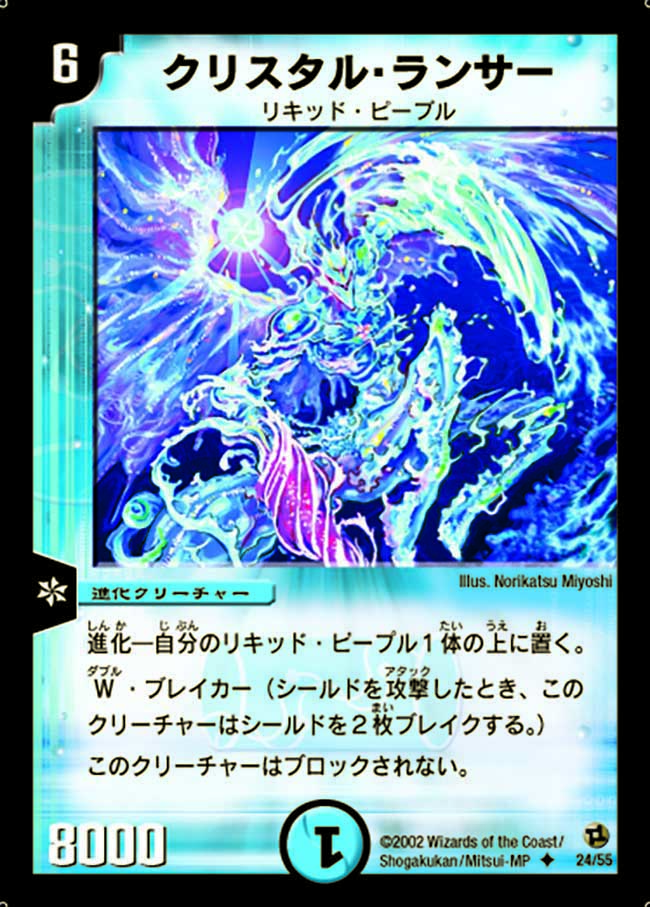 6
クリスタル・ランサー
リキッド・ピープル
Illus. Norikatsu Miyoshi
進化クリーチャー
進化—自分のリキッド・ピープル1体の上に置く。
W・ブレイカー（シールドを攻撃したとき、この
クリーチャーはシールドを2枚ブレイクする。）
このクリーチャーはブロックされない。
8000
1
©2002 Wizards of the Coast/
Shogakukan/Mitsui-MP
24/55